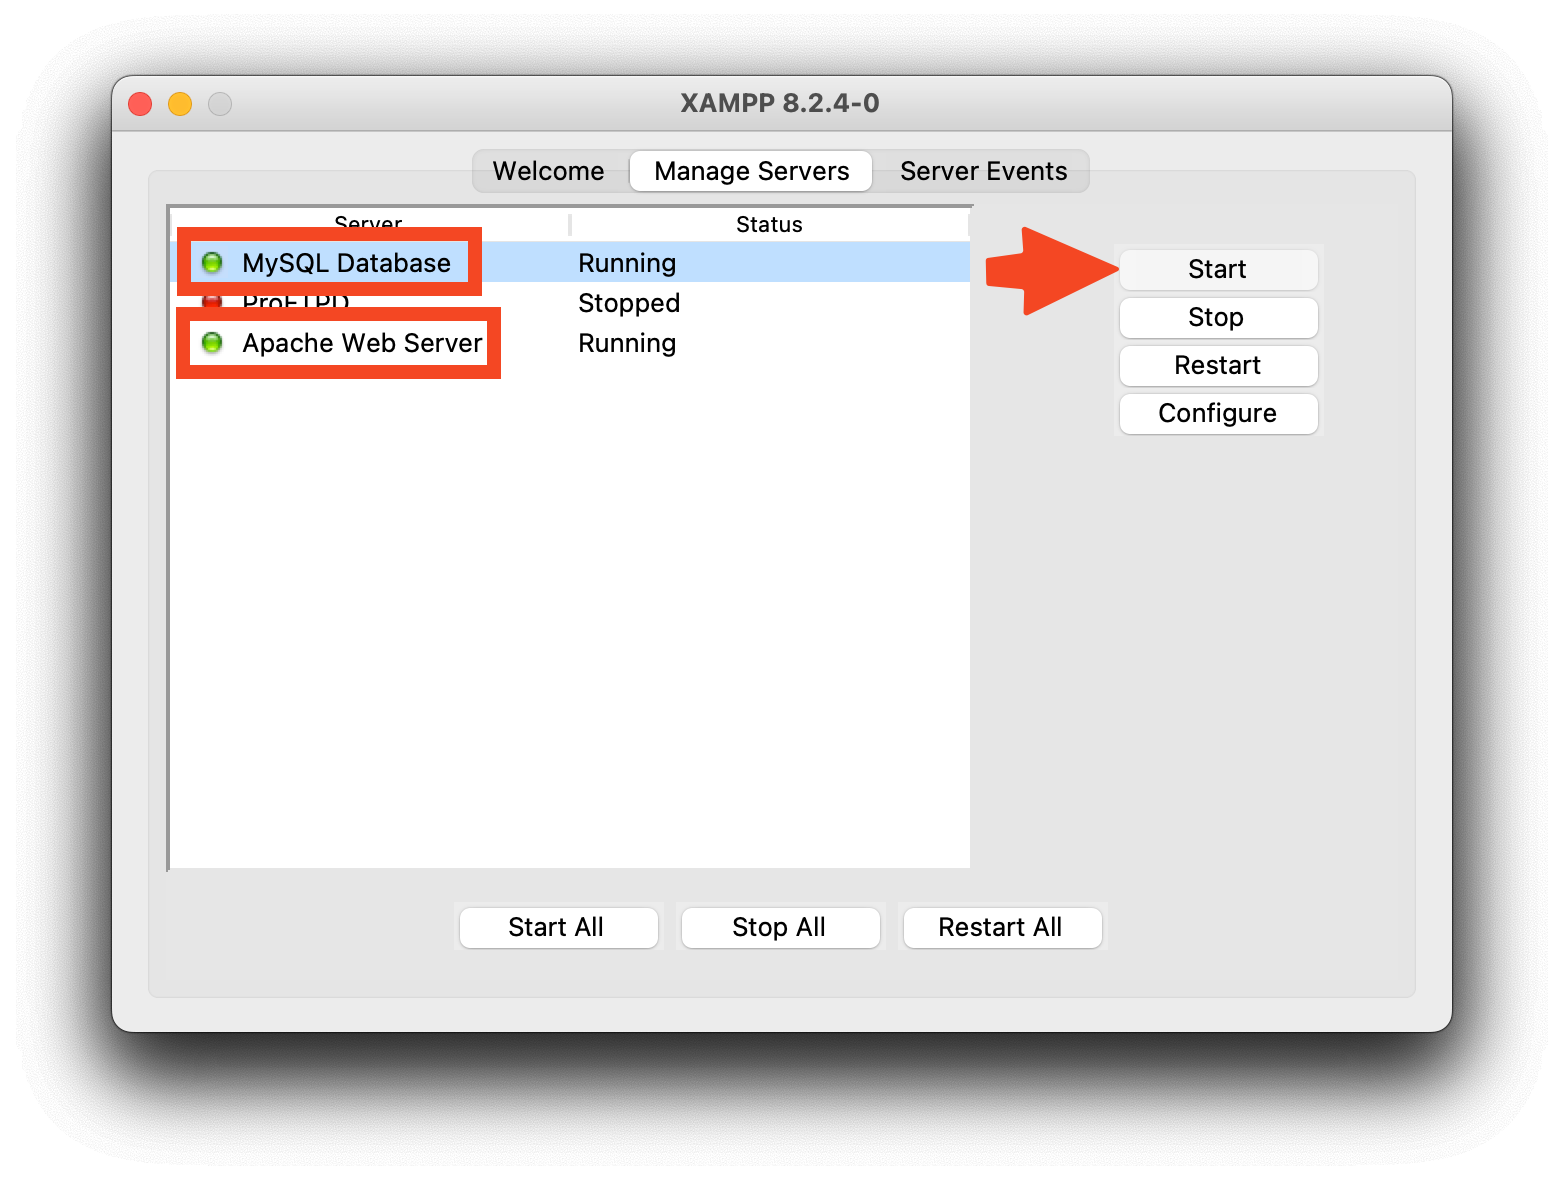 XAMPP 8.2.4-0
Welcome Manage Servers Server Events
Server Status
MySQL Database Running
ProFTPD Stopped
Apache Web Server Running
Start
Stop
Restart
Configure
Start All Stop All Restart All